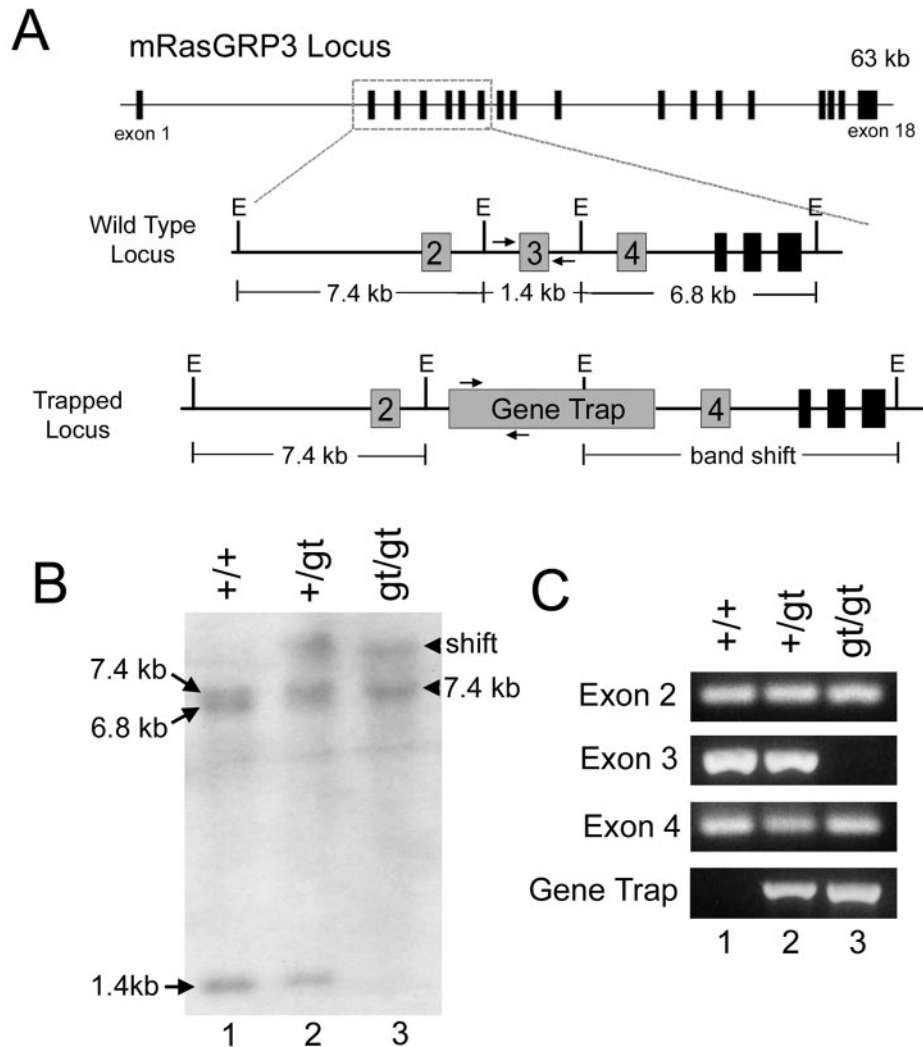 A
mRasGRP3 Locus
63 kb
exon 1
exon 18
E E E E
Wild Type
Locus
2 3 4
7.4 kb 1.4 kb 6.8 kb
E E E E
Trapped
Locus
2 Gene Trap 4
7.4 kb band shift
B
+/+ +/gt gt/gt
7.4 kb
6.8 kb
1.4kb
shift
7.4 kb
1 2 3
C
+/+ +/gt gt/gt
Exon 2
Exon 3
Exon 4
Gene Trap
1 2 3